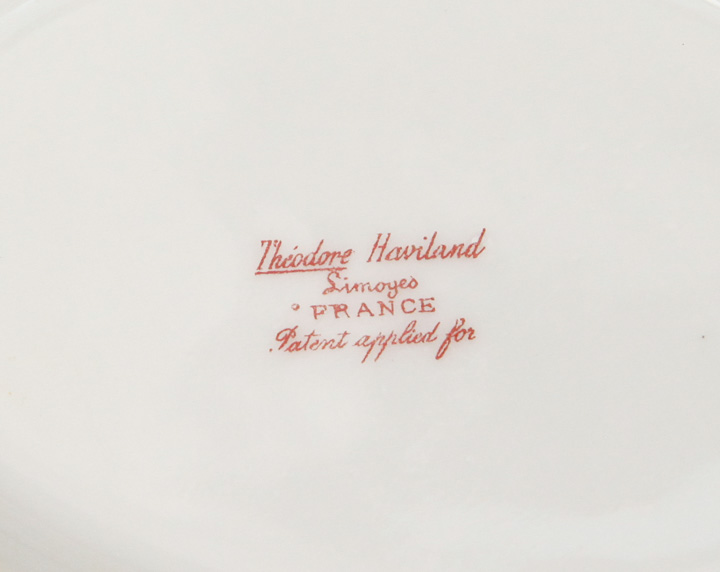 Théodore Haviland
Limoges
FRANCE
Patent applied for